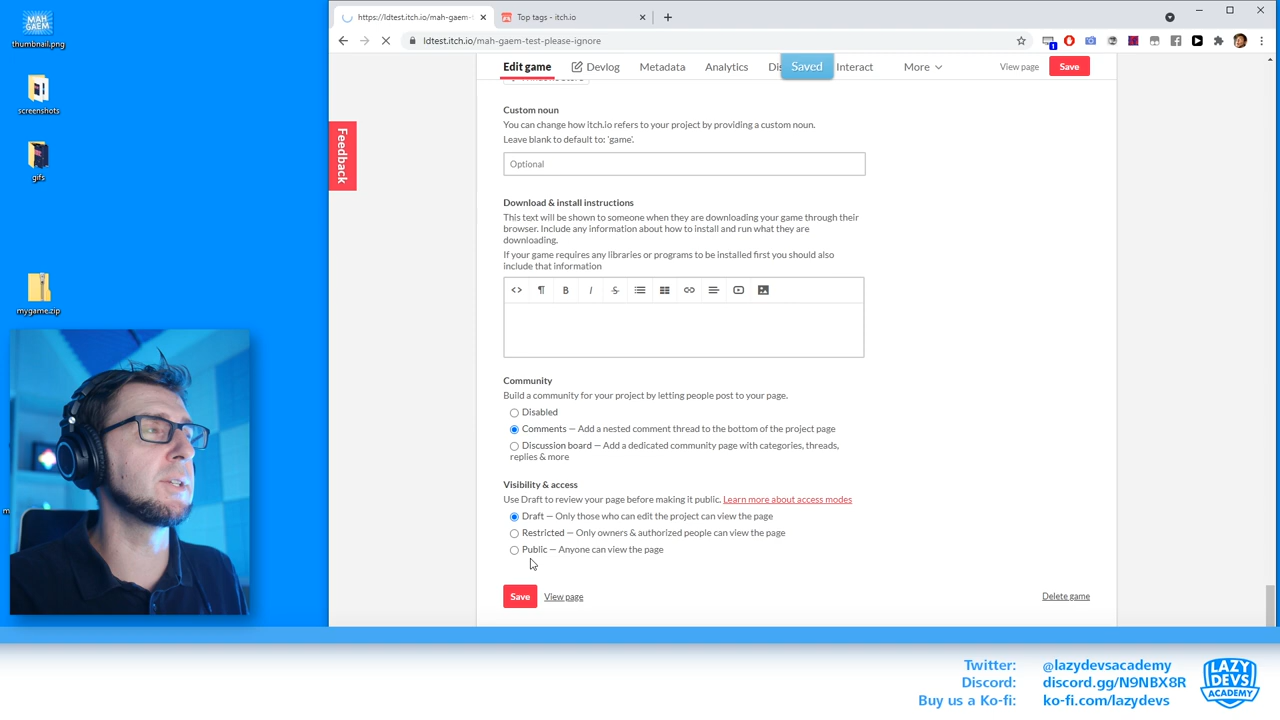 MAH
GAEM
thumbnail.png
screenshots
gifs
mygame.zip
https://ldtest.itch.io/mah-gaem-t
Top tags - itch.io
ldtest.itch.io/mah-gaem-test-please-ignore
1
Edit game
Devlog
Metadata
Analytics
Dis
Saved
Interact
More
View page
Save
Feedback
Custom noun
You can change how itch.io refers to your project by providing a custom noun.
Leave blank to default to: 'game'.
Optional
Download & install instructions
This text will be shown to someone when they are downloading your game through their
browser. Include any information about how to install and run what they are
downloading.
If your game requires any libraries or programs to be installed first you should also
include that information
Community
Build a community for your project by letting people post to your page.
Disabled
Comments — Add a nested comment thread to the bottom of the project page
Discussion board — Add a dedicated community page with categories, threads,
replies & more
Visibility & access
Use Draft to review your page before making it public. Learn more about access modes
Draft — Only those who can edit the project can view the page
Restricted — Only owners & authorized people can view the page
Public — Anyone can view the page
Save
View page
Delete game
Twitter: @lazydevsacademy
Discord: discord.gg/N9NBX8R
Buy us a Ko-fi: ko-fi.com/lazydevs
LAZY
DEVS
ACADEMY